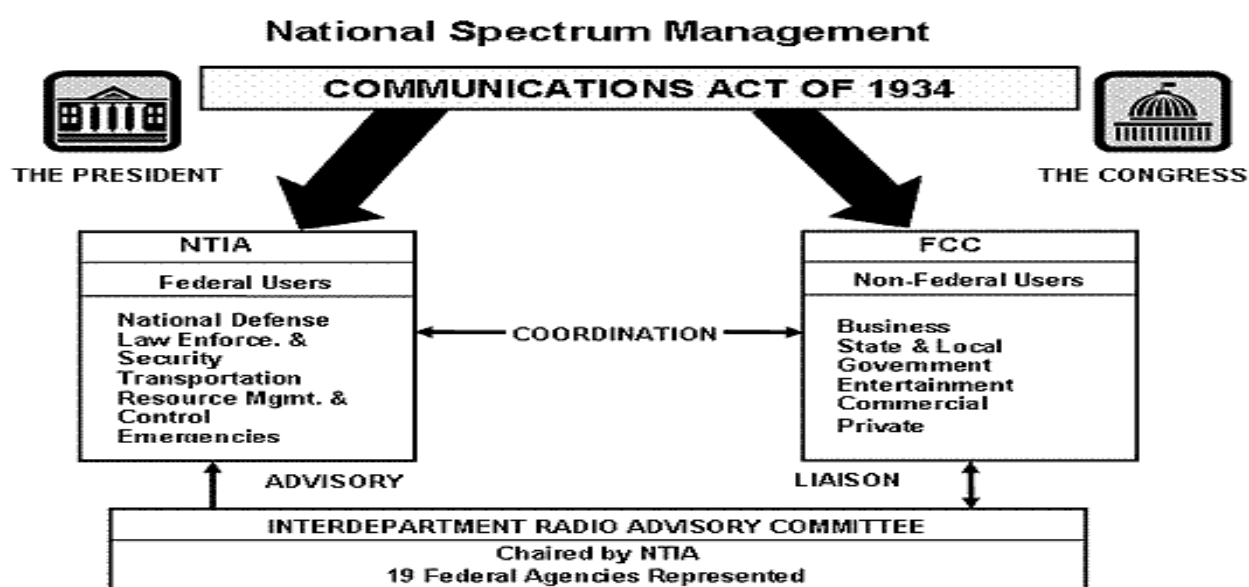 National Spectrum Management
COMMUNICATIONS ACT OF 1934
THE PRESIDENT
THE CONGRESS
NTIA
Federal Users
National Defense
Law Enforce. &
Security
Transportation
Resource Mgmt. &
Control
Emergencies
COORDINATION
FCC
Non-Federal Users
Business
State & Local
Government
Entertainment
Commercial
Private
ADVISORY
LIAISON
INTERDEPARTMENT RADIO ADVISORY COMMITTEE
Chaired by NTIA
19 Federal Agencies Represented